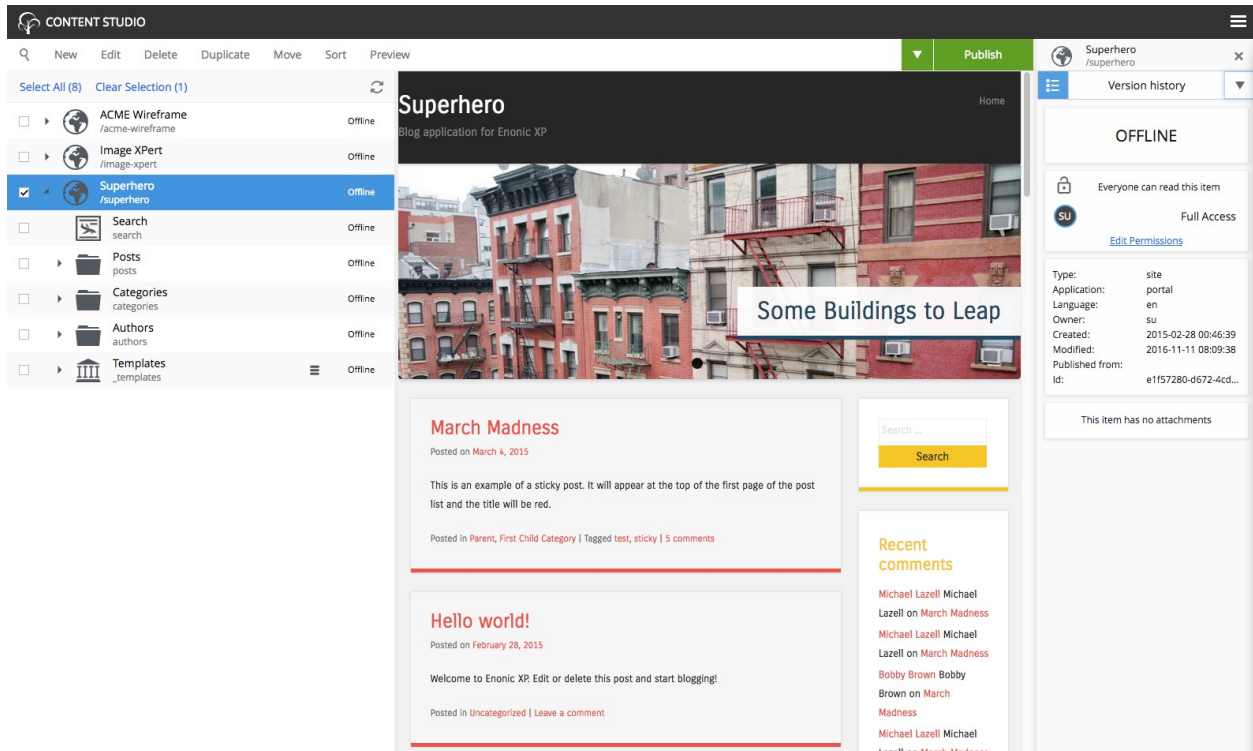 CONTENT STUDIO
New Edit Delete Duplicate Move Sort Preview
Publish
Select All (8) Clear Selection (1)
ACME Wireframe
/acme-wireframe
Offline
Image XPert
/image-xpert
Offline
Superhero
/superhero
Offline
Search
search
Offline
Posts
posts
Offline
Categories
categories
Offline
Authors
authors
Offline
Templates
_templates
Offline
Superhero
Home
Blog application for Enonic XP
Some Buildings to Leap
March Madness
Posted on March 4, 2015
This is an example of a sticky post. It will appear at the top of the first page of the post
list and the title will be red.
Posted in Parent, First Child Category | Tagged test, sticky | 5 comments
Hello world!
Posted on February 28, 2015
Welcome to Enonic XP. Edit or delete this post and start blogging!
Posted in Uncategorized | Leave a comment
Search ...
Search
Recent
comments
Michael Lazell Michael
Lazell on March Madness
Michael Lazell Michael
Lazell on March Madness
Bobby Brown Bobby
Brown on March
Madness
Michael Lazell Michael
Lazell on March Madness
Superhero
/superhero
Version history
OFFLINE
Everyone can read this item
SU
Full Access
Edit Permissions
Type: site
Application: portal
Language: en
Owner: su
Created: 2015-02-28 00:46:39
Modified: 2016-11-11 08:09:38
Published from:
Id: e1f57280-d672-4cd...
This item has no attachments